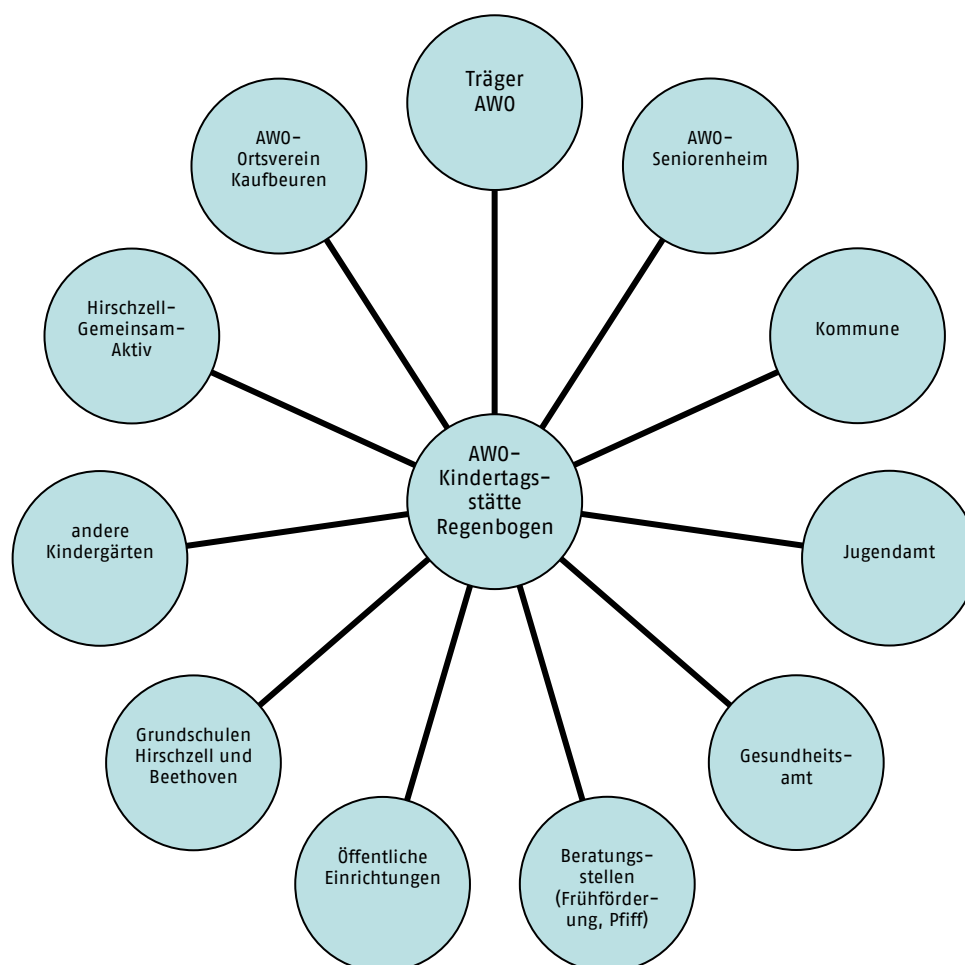 Träger
AWO
AWO-
Seniorenheim
Kommune
Jugendamt
Gesundheits-
amt
Beratungs-
stellen
(Frühförder-
ung, Pfiff)
Öffentliche
Einrichtungen
Grundschulen
Hirschzell und
Beethoven
andere
Kindergärten
Hirschzell-
Gemeinsam-
Aktiv
AWO-
Ortsverein
Kaufbeuren
AWO-
Kindertags-
stätte
Regenbogen